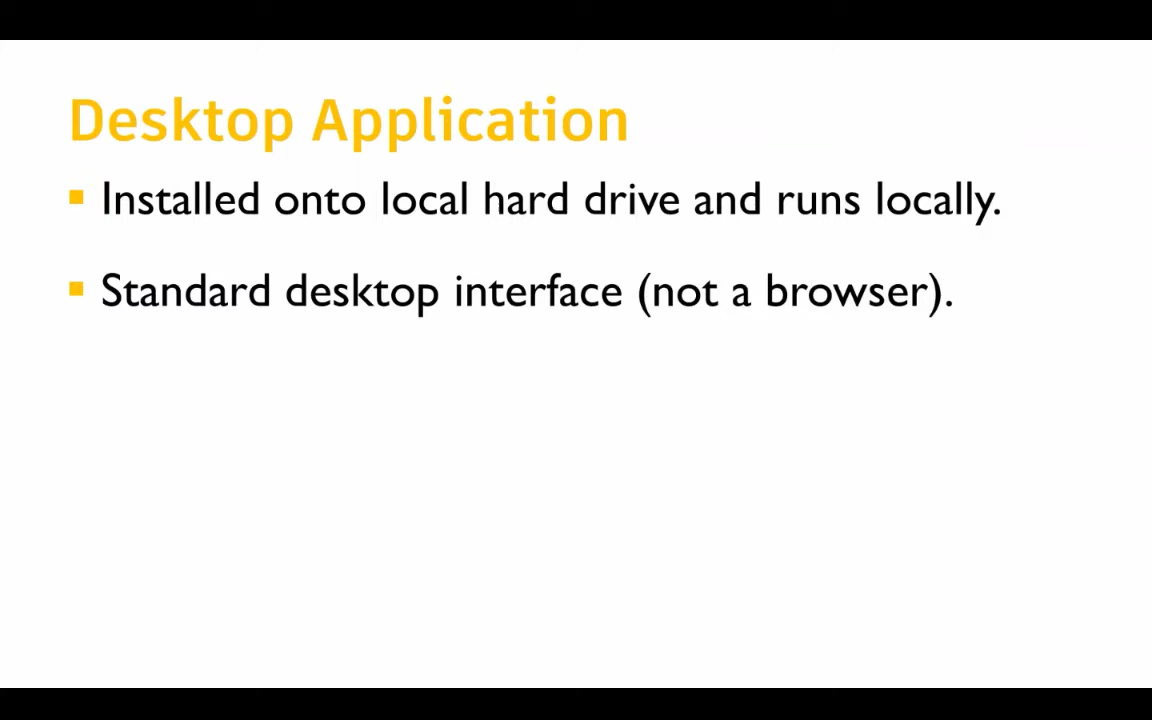 Desktop Application
▪ Installed onto local hard drive and runs locally.
▪ Standard desktop interface (not a browser).